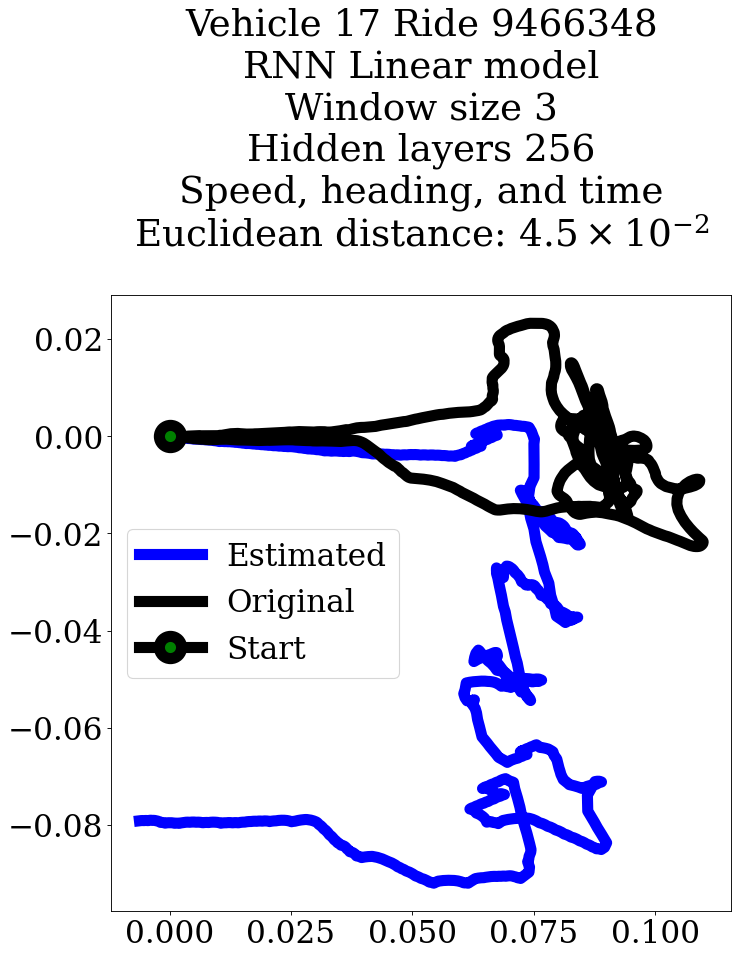 Vehicle 17 Ride 9466348
RNN Linear model
Window size 3
Hidden layers 256
Speed, heading, and time
Euclidean distance: 4.5 × 10⁻²
0.02
0.00
−0.02
−0.04
−0.06
−0.08
Estimated
Original
Start
0.000 0.025 0.050 0.075 0.100